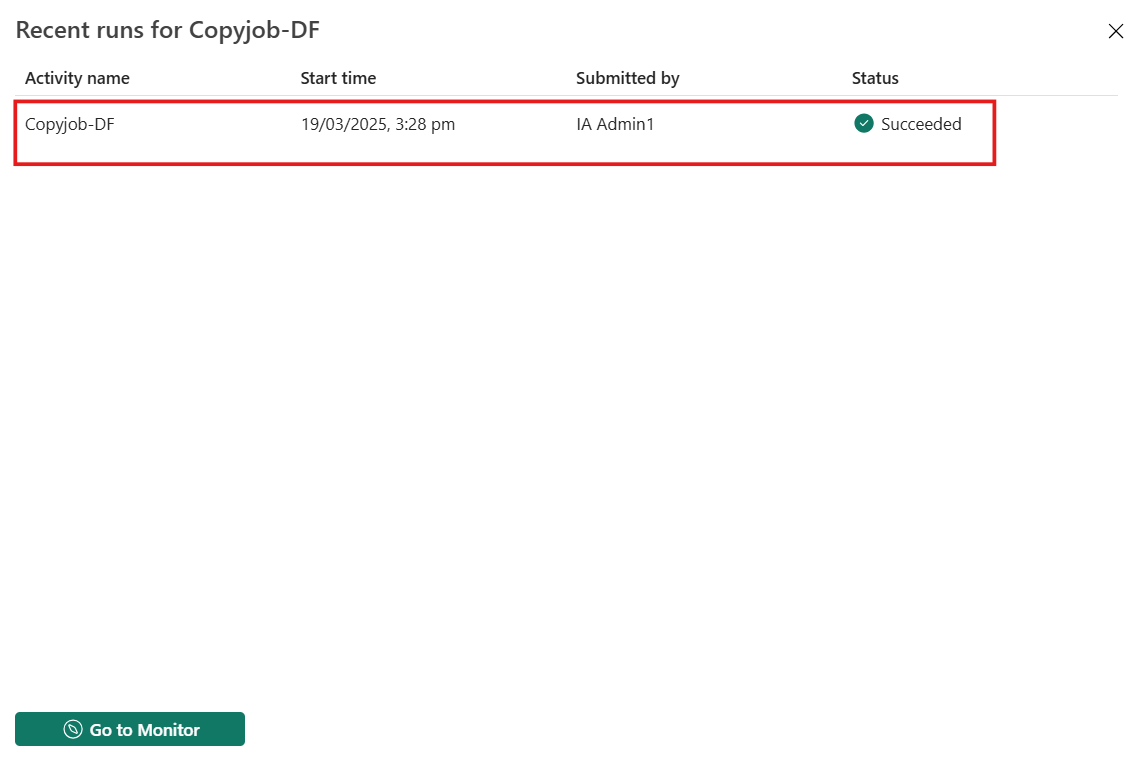 Recent runs for Copyjob-DF
Activity name Start time Submitted by Status
Copyjob-DF 19/03/2025, 3:28 pm IA Admin1 Succeeded
Go to Monitor